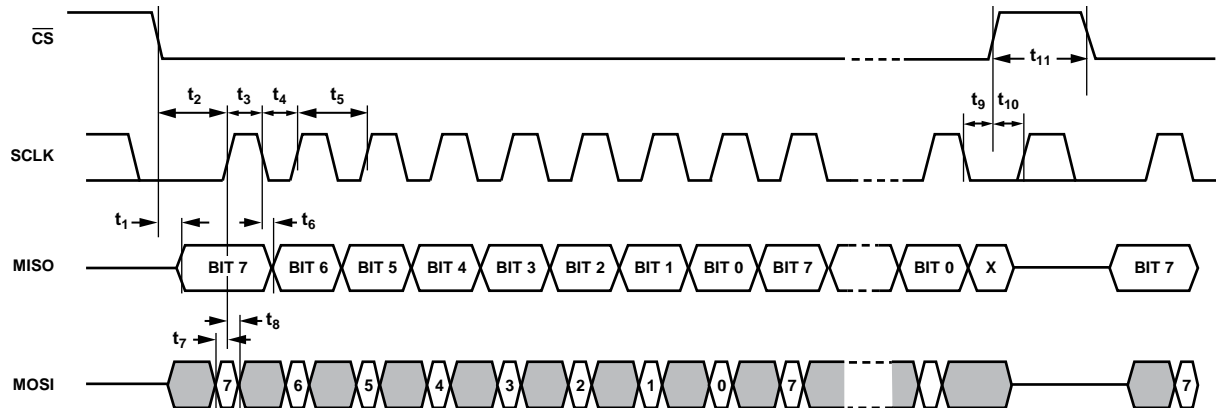 CS
t11
t2 t3 t4 t5 t9 t10
SCLK
t1 t6
MISO BIT 7 BIT 6 BIT 5 BIT 4 BIT 3 BIT 2 BIT 1 BIT 0 BIT 7 BIT 0 X BIT 7
t7 t8
MOSI 7 6 5 4 3 2 1 0 7 7